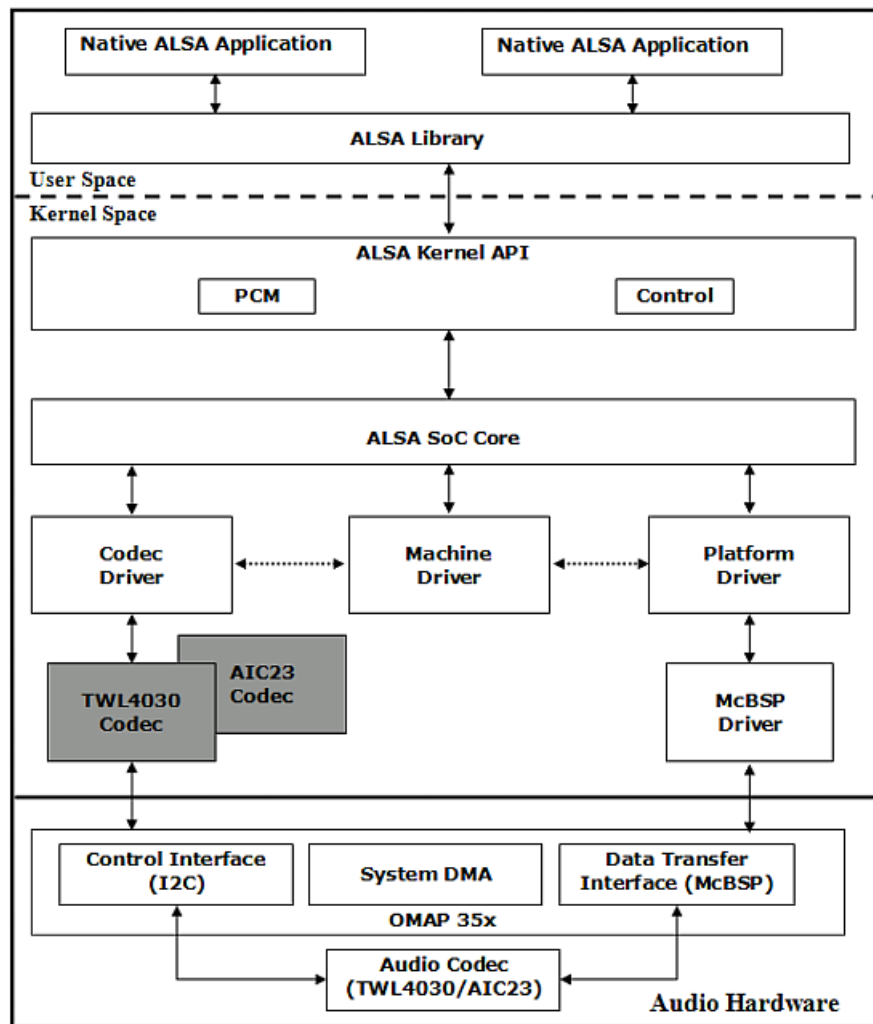 Native ALSA Application
Native ALSA Application
ALSA Library
User Space
Kernel Space
ALSA Kernel API
PCM
Control
ALSA SoC Core
Codec
Driver
Machine
Driver
Platform
Driver
AIC23
Codec
TWL4030
Codec
McBSP
Driver
Control Interface
(I2C)
System DMA
Data Transfer
Interface (McBSP)
OMAP 35x
Audio Codec
(TWL4030/AIC23)
Audio Hardware